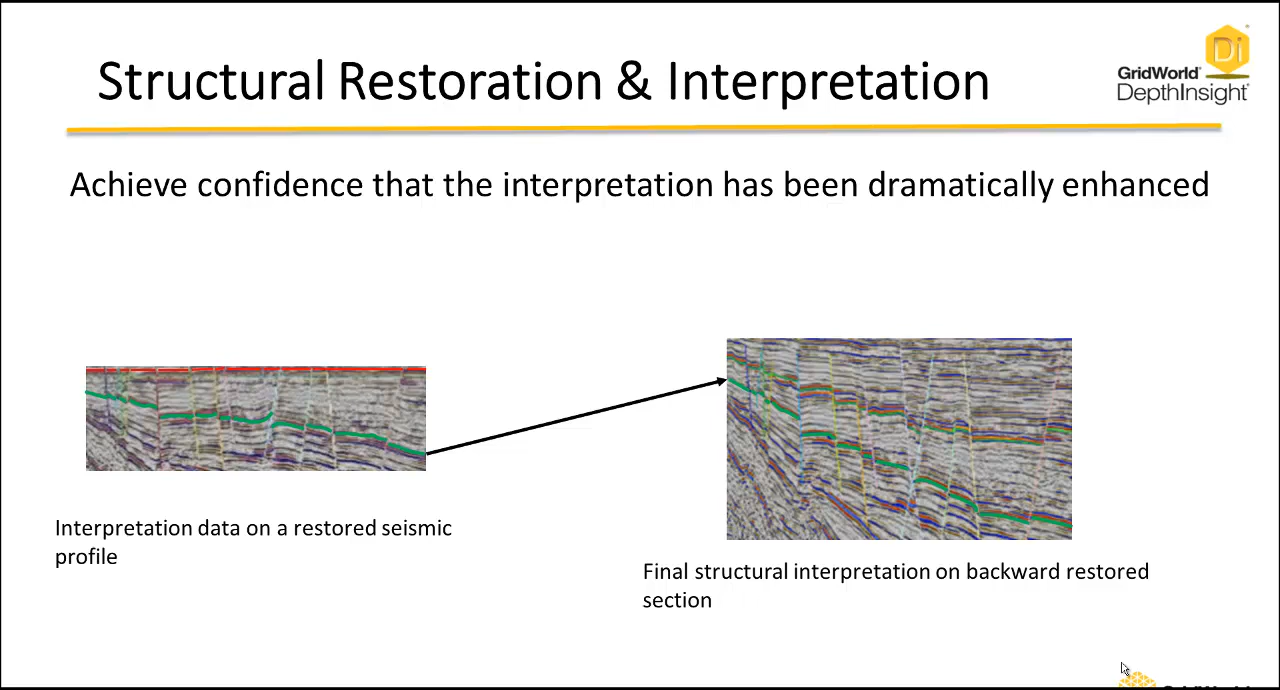 Structural Restoration & Interpretation
Di
GridWorld
DepthInsight
Achieve confidence that the interpretation has been dramatically enhanced
Interpretation data on a restored seismic
profile
Final structural interpretation on backward restored
section